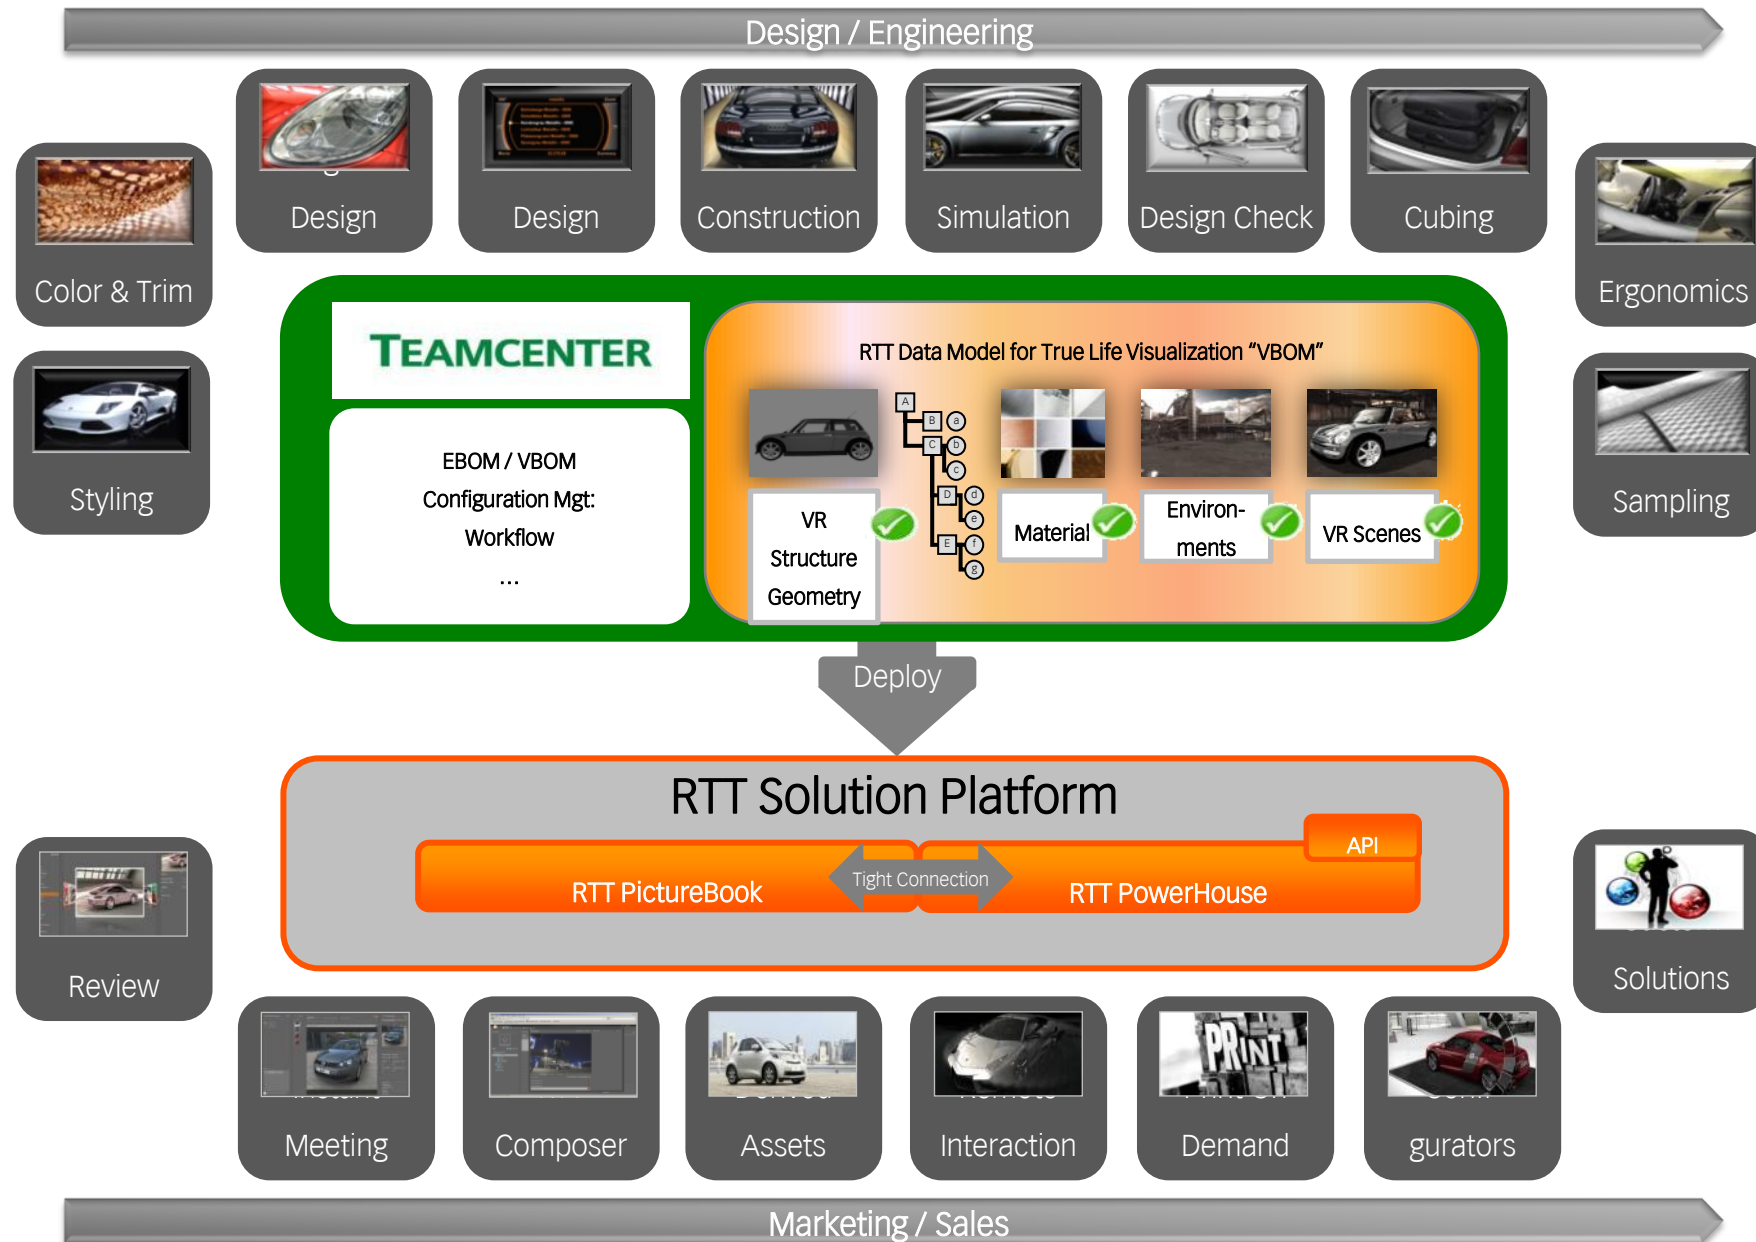 Design / Engineering
Design
Design
Construction
Simulation
Design Check
Cubing
Color & Trim
Ergonomics
Styling
Sampling
TEAMCENTER
EBOM / VBOM
Configuration Mgt:
Workflow
...
RTT Data Model for True Life Visualization “VBOM”
A
B a
C b
c
D d
e
E f
g
VR
Structure
Geometry
Material
Environ-
ments
VR Scenes
Deploy
RTT Solution Platform
API
RTT PictureBook
Tight Connection
RTT PowerHouse
Review
Solutions
Meeting
Composer
Assets
Interaction
PRINT
Demand
gurators
Marketing / Sales